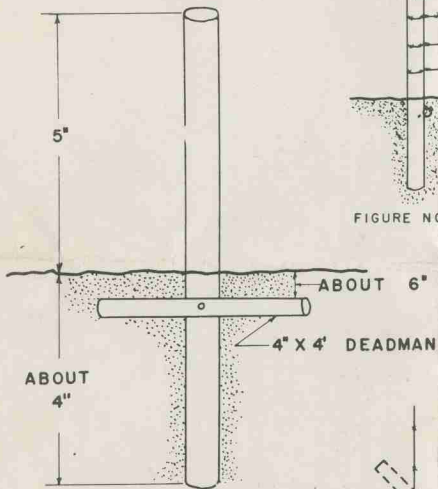 5"
FIGURE NO
ABOUT 6"
4" X 4' DEADMAN
ABOUT
4"